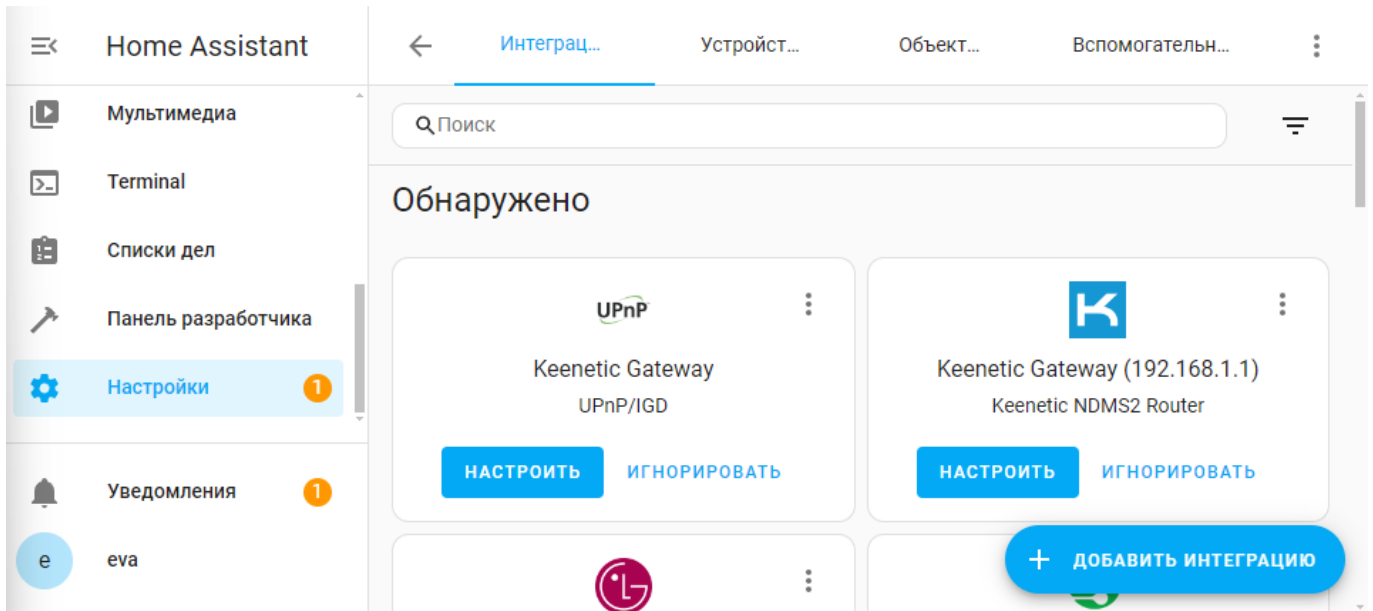 Home Assistant
Мультимедиа
Terminal
Списки дел
Панель разработчика
Настройки 1
Уведомления 1
e eva
Интеграц... Устройст... Объект... Вспомогательн...
Поиск
Обнаружено
UPnP
Keenetic Gateway
UPnP/IGD
НАСТРОИТЬ ИГНОРИРОВАТЬ
K
Keenetic Gateway (192.168.1.1)
Keenetic NDMS2 Router
НАСТРОИТЬ ИГНОРИРОВАТЬ
LG
ДОБАВИТЬ ИНТЕГРАЦИЮ